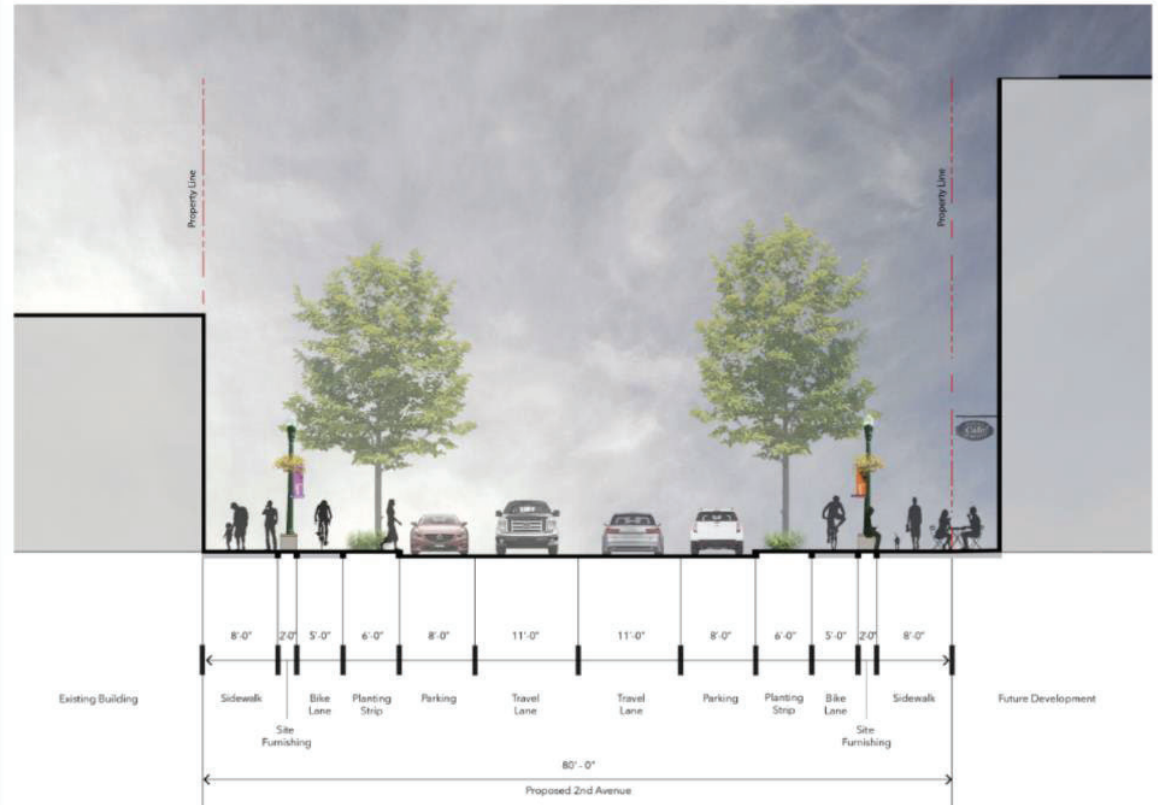 Property Line
Property Line
Cafe
8'-0"
2'0"
5'-0"
6'-0"
8'-0"
11'-0"
11'-0"
8'-0"
6'-0"
5'-0"
2'0"
8'-0"
Existing Building
Sidewalk
Site
Furnishing
Bike
Lane
Planting
Strip
Parking
Travel
Lane
Travel
Lane
Parking
Planting
Strip
Bike
Lane
Site
Furnishing
Sidewalk
Future Development
80'-0"
Proposed 2nd Avenue